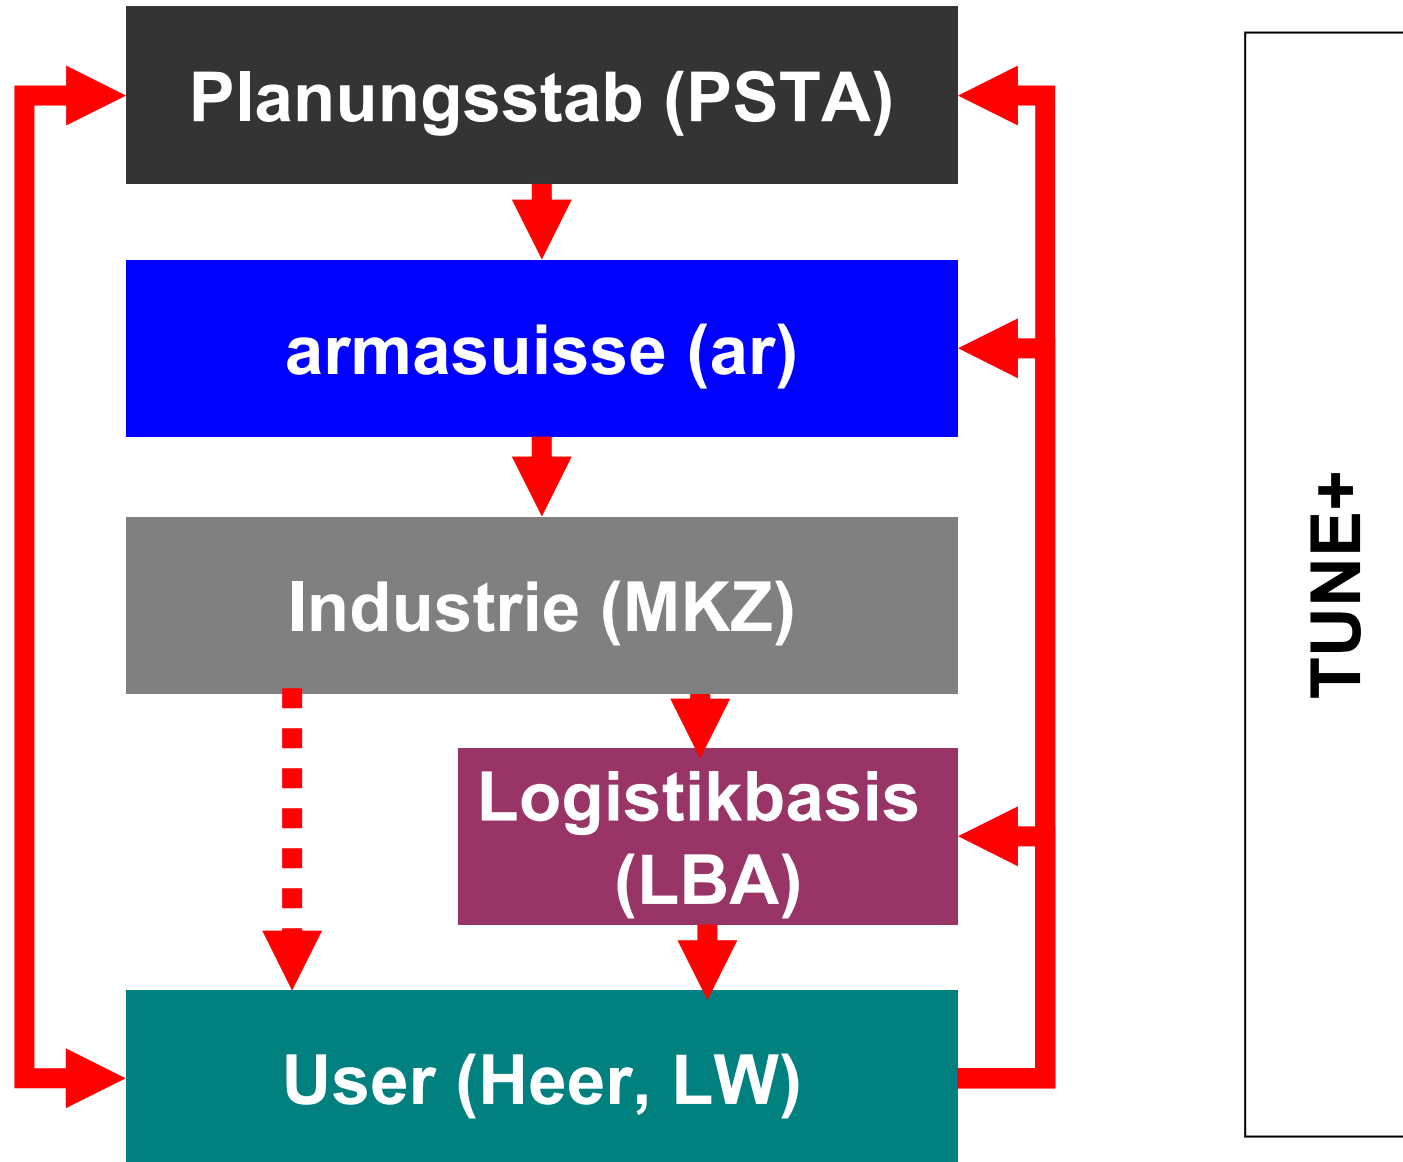 Planungsstab (PSTA)
armasuisse (ar)
Industrie (MKZ)
Logistikbasis
(LBA)
User (Heer, LW)
TUNE+